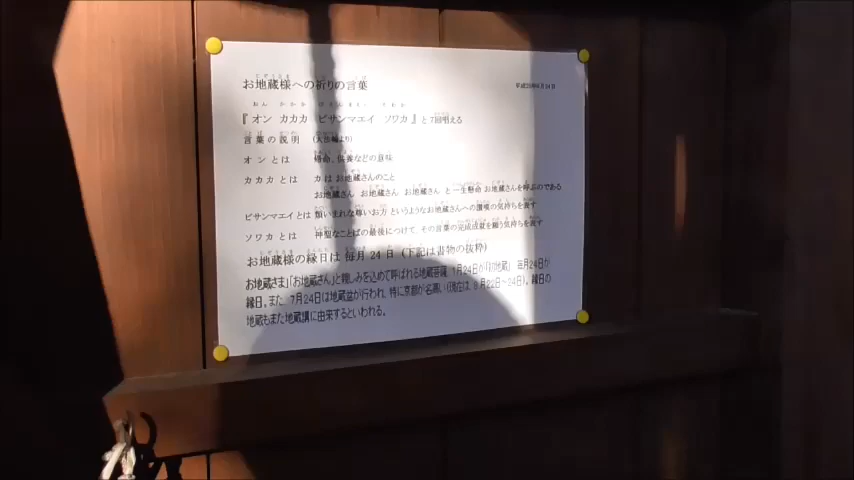 お地蔵様への祈りの言葉
『 オン カカカ ビサンマエイ ソワカ 』 と 7回唱える
言葉の説明
オンとは 帰命、供養などの意味
カカカとは カは お地蔵さんのこと
お地蔵さん お地蔵さん お地蔵さん と一生懸命 お地蔵さんを呼ぶのである
ビサンマエイとは 類いまれな尊いお方 というようなお地蔵さんへの讃嘆の気持ちを表す
ソワカとは 神聖なことばの最後につけて、その言葉の完成成就を願う気持ちを表す
お地蔵様の縁日は 毎月24日 (下記は書物の抜粋)
お地蔵さま」「お地蔵さん」と親しみを込めて呼ばれる地蔵菩薩。1月24日が「初地蔵」 毎月24日が
縁日。また、7月24日は地蔵盆が行われ、特に京都が名高い(現在は 8月22日~24日)。縁日の
地蔵もまた地蔵講に由来するといわれる。